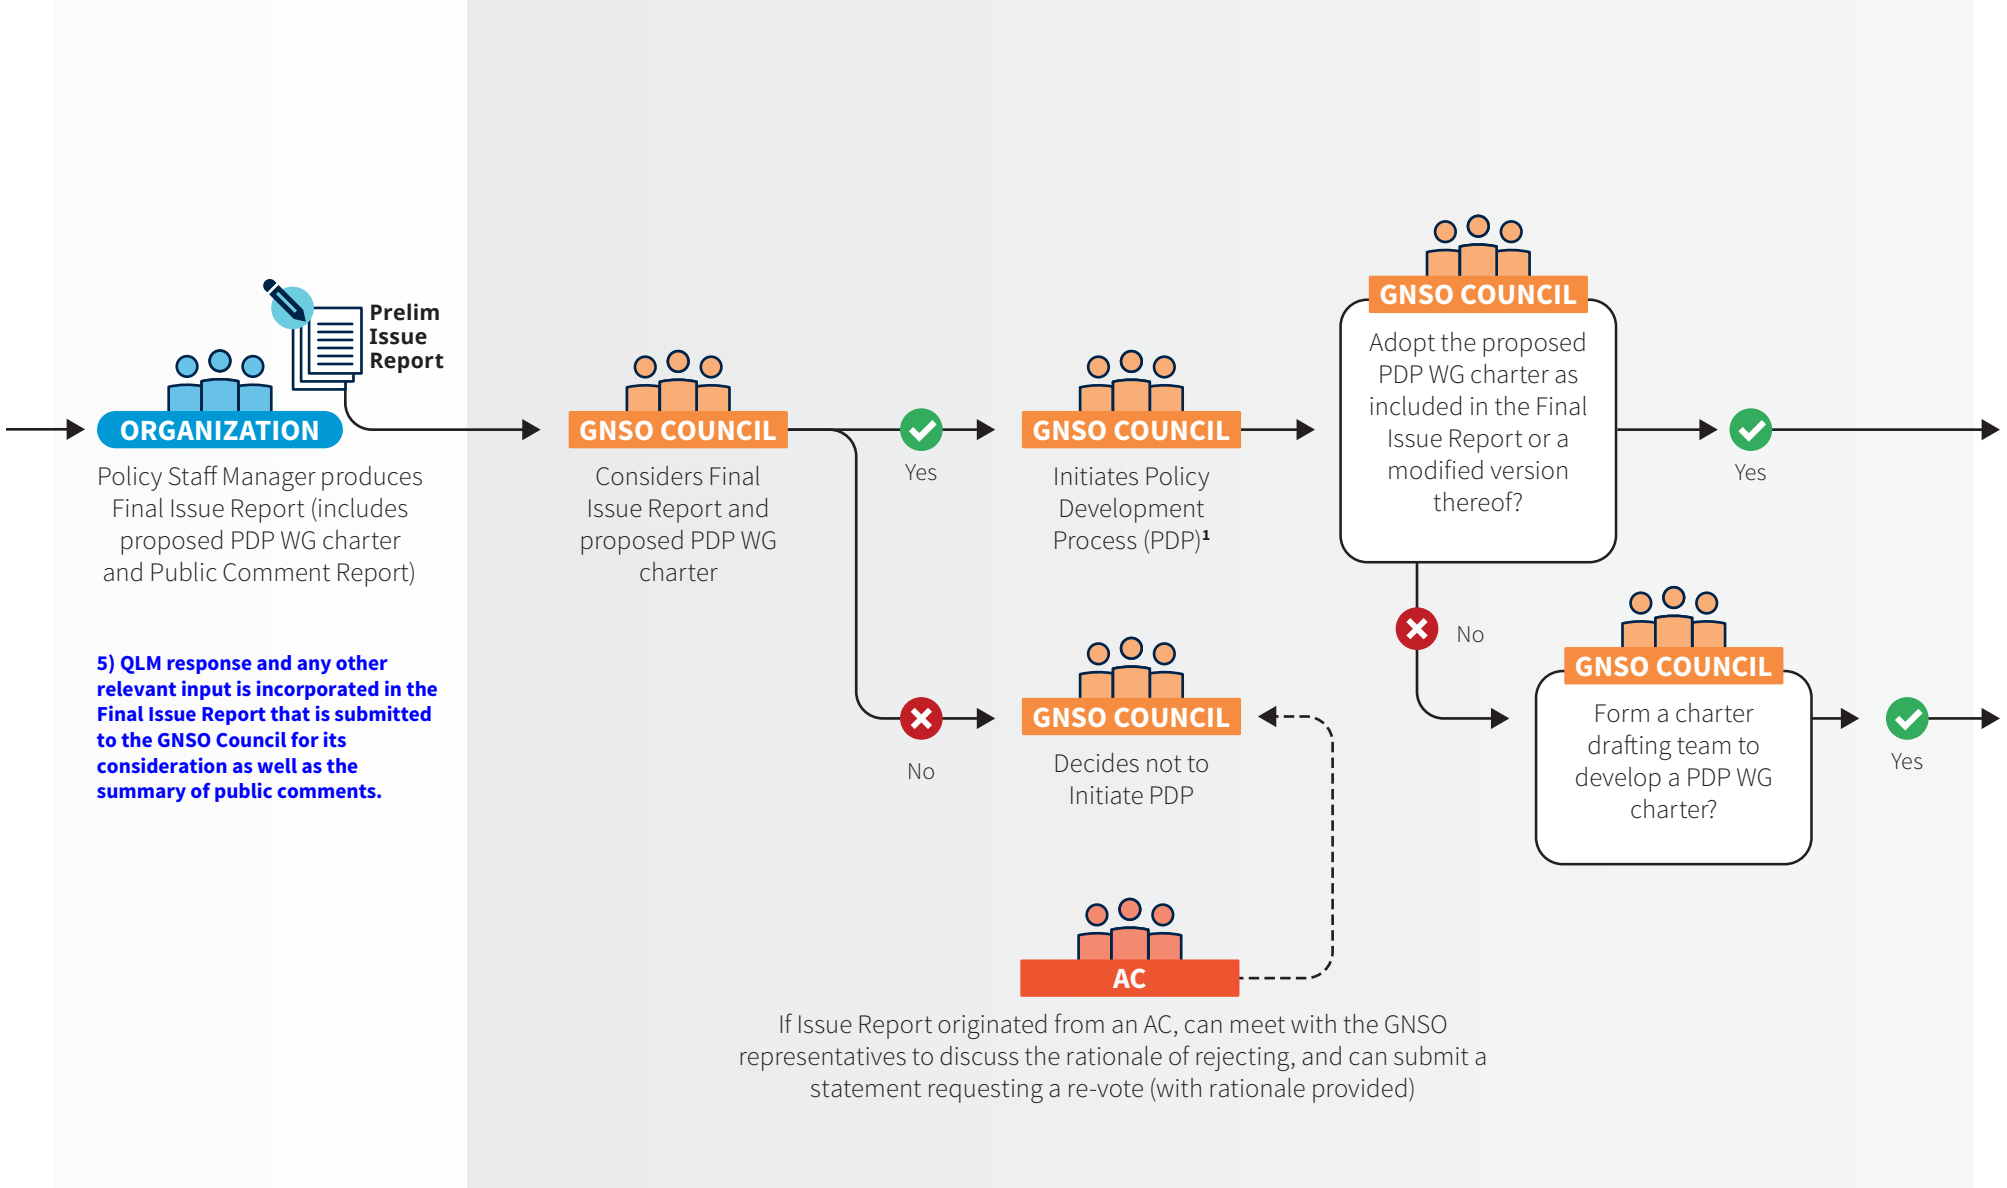 Prelim
Issue
Report
ORGANIZATION
Policy Staff Manager produces
Final Issue Report (includes
proposed PDP WG charter
and Public Comment Report)
5) QLM response and any other
relevant input is incorporated in the
Final Issue Report that is submitted
to the GNSO Council for its
consideration as well as the
summary of public comments.
GNSO COUNCIL
Considers Final
Issue Report and
proposed PDP WG
charter
Yes
GNSO COUNCIL
Initiates Policy
Development
Process (PDP)¹
No
GNSO COUNCIL
Decides not to
Initiate PDP
AC
If Issue Report originated from an AC, can meet with the GNSO
representatives to discuss the rationale of rejecting, and can submit a
statement requesting a re-vote (with rationale provided)
GNSO COUNCIL
Adopt the proposed
PDP WG charter as
included in the Final
Issue Report or a
modified version
thereof?
Yes
No
GNSO COUNCIL
Form a charter
drafting team to
develop a PDP WG
charter?
Yes